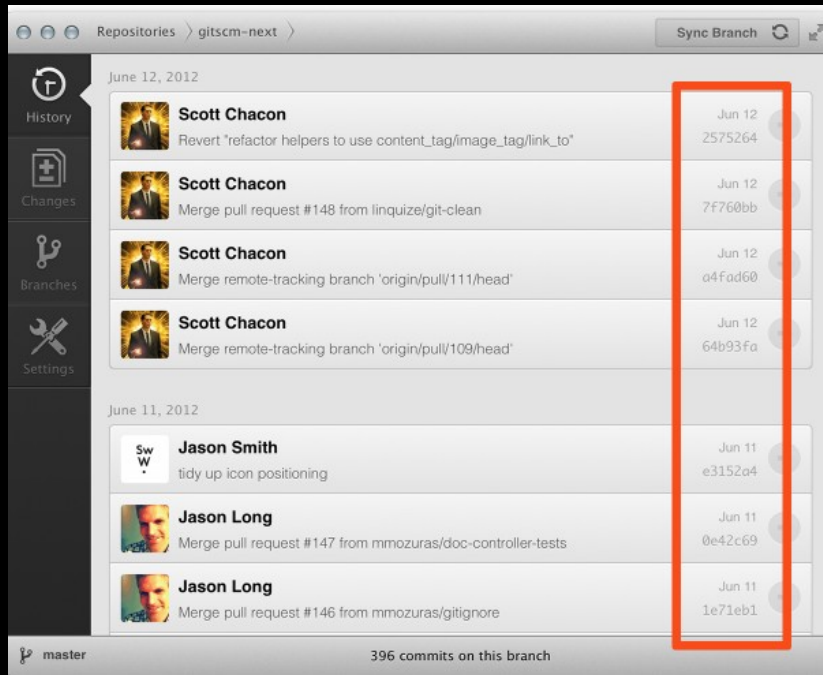 Repositories gitscm-next Sync Branch
History
Changes
Branches
Settings
June 12, 2012
Scott Chacon Jun 12
Revert "refactor helpers to use content_tag/image_tag/link_to" 2575264
Scott Chacon Jun 12
Merge pull request #148 from linquize/git-clean 7f760bb
Scott Chacon Jun 12
Merge remote-tracking branch 'origin/pull/111/head' a4fad60
Scott Chacon Jun 12
Merge remote-tracking branch 'origin/pull/109/head' 64b93fa
June 11, 2012
SW
W
Jason Smith Jun 11
tidy up icon positioning e3152a4
Jason Long Jun 11
Merge pull request #147 from mmozuras/doc-controller-tests 0e42c69
Jason Long Jun 11
Merge pull request #146 from mmozuras/gitignore 1e71eb1
master 396 commits on this branch